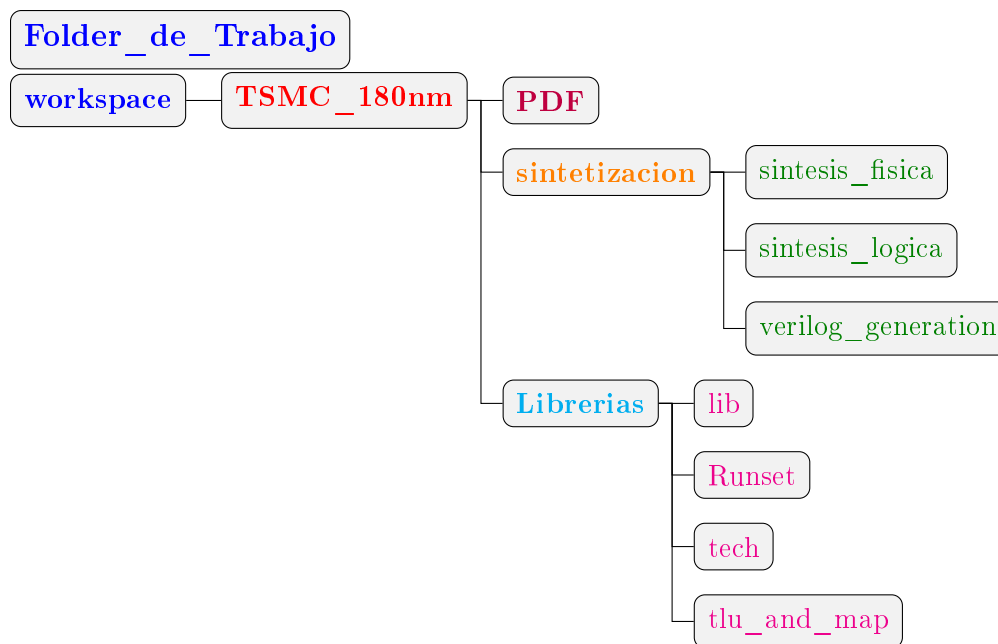 Folder_de_Trabajo
workspace
TSMC_180nm
PDF
sintetizacion
sintesis_fisica
sintesis_logica
verilog_generation
Librerias
lib
Runset
tech
tlu_and_map